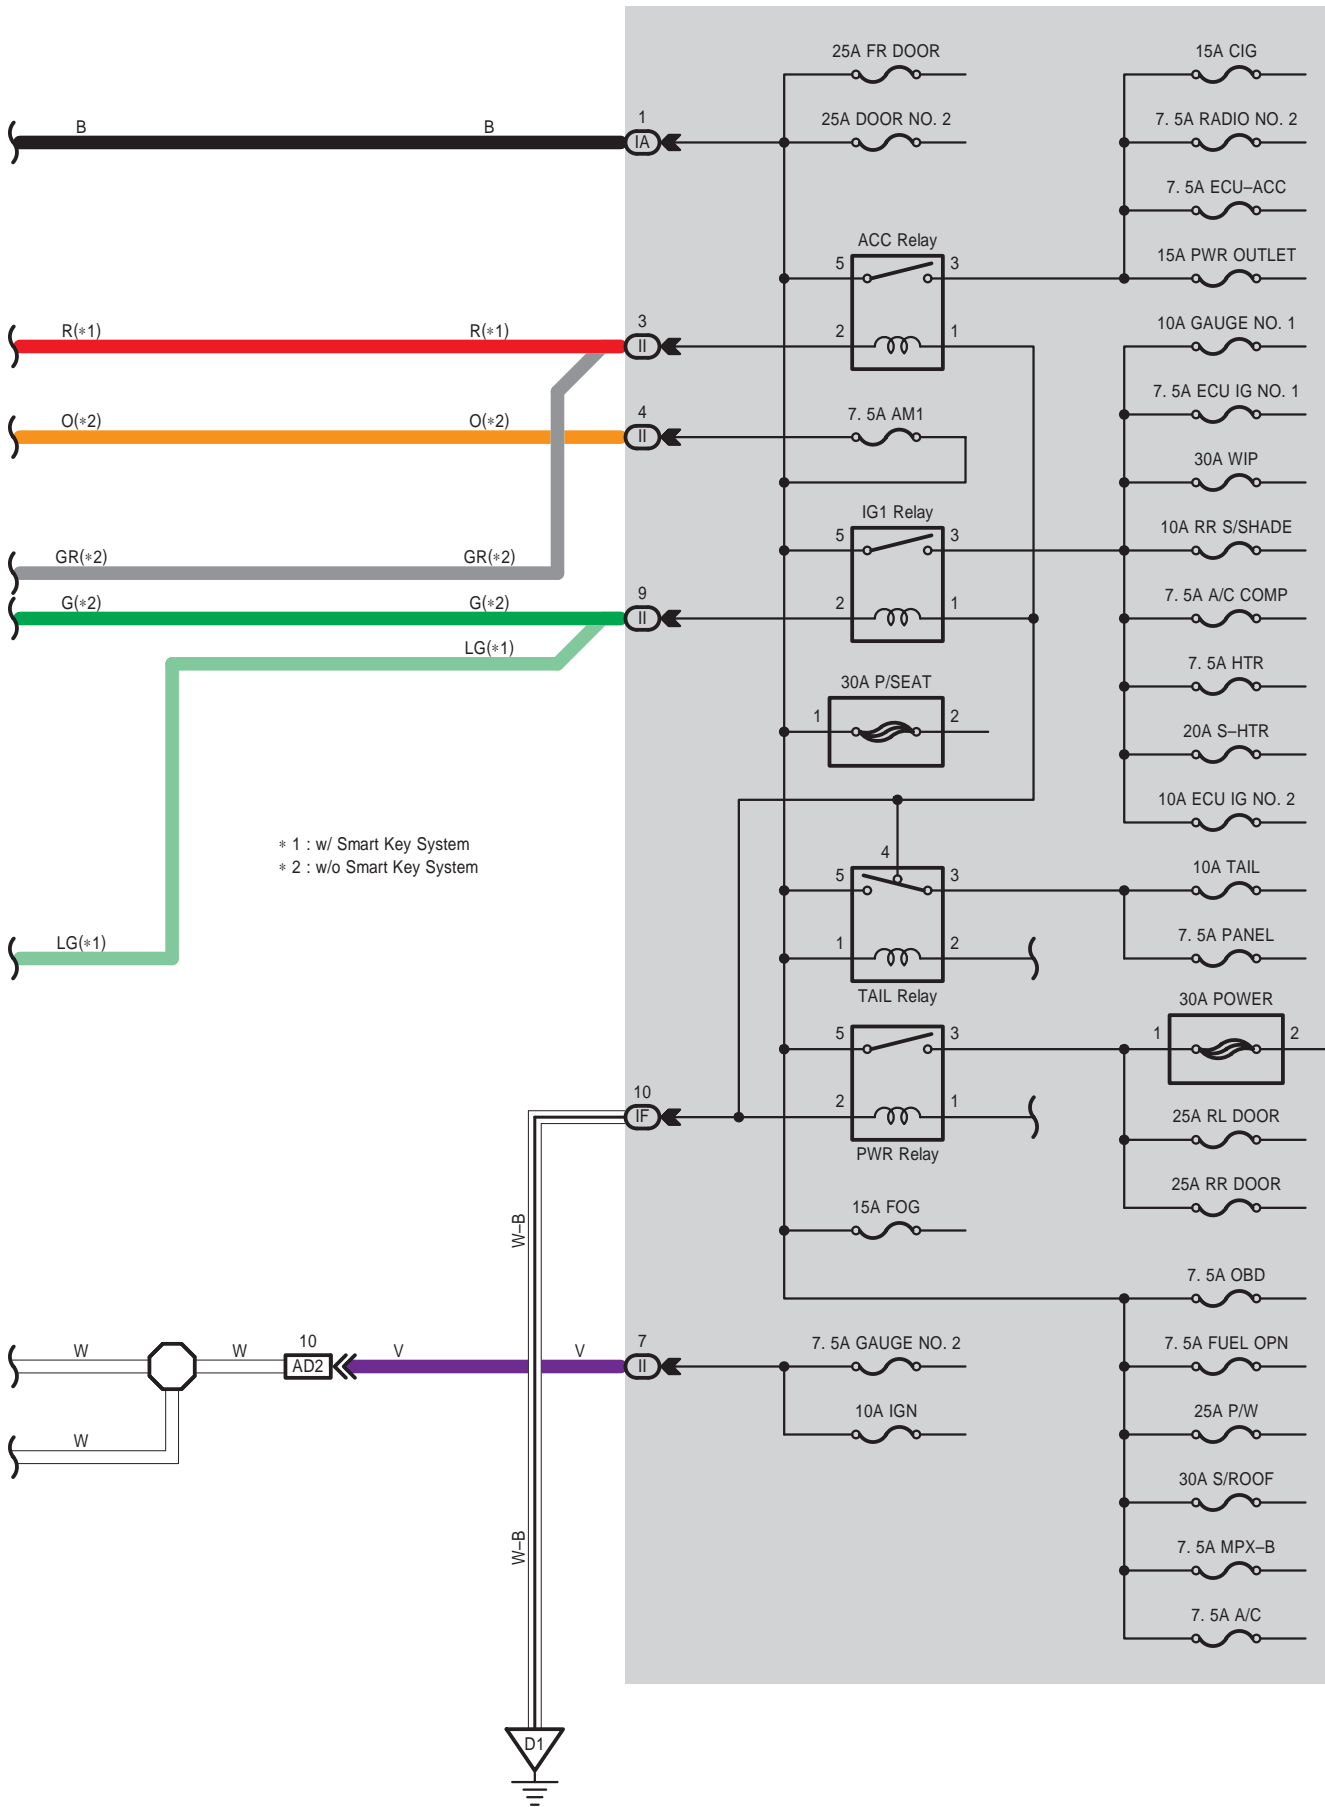 25A FR DOOR
15A CIG
1
B
B
IA
25A DOOR NO. 2
7. 5A RADIO NO. 2
7. 5A ECU–ACC
ACC Relay
5
3
15A PWR OUTLET
R(∗1)
R(∗1)
3
II
2
1
10A GAUGE NO. 1
O(∗2)
O(∗2)
4
II
7. 5A AM1
7. 5A ECU IG NO. 1
30A WIP
IG1 Relay
5
3
10A RR S/SHADE
GR(∗2)
GR(∗2)
G(∗2)
G(∗2)
9
II
2
1
7. 5A A/C COMP
LG(∗1)
30A P/SEAT
7. 5A HTR
1
2
20A S–HTR
10A ECU IG NO. 2
∗ 1 : w/ Smart Key System
∗ 2 : w/o Smart Key System
4
5
3
10A TAIL
LG(∗1)
1
2
7. 5A PANEL
TAIL Relay
30A POWER
5
3
1
2
10
IF
2
1
25A RL DOOR
PWR Relay
25A RR DOOR
15A FOG
W–B
7. 5A OBD
W
W
10
AD2
V
V
7
II
7. 5A GAUGE NO. 2
7. 5A FUEL OPN
W
10A IGN
25A P/W
30A S/ROOF
W–B
7. 5A MPX–B
7. 5A A/C
D1